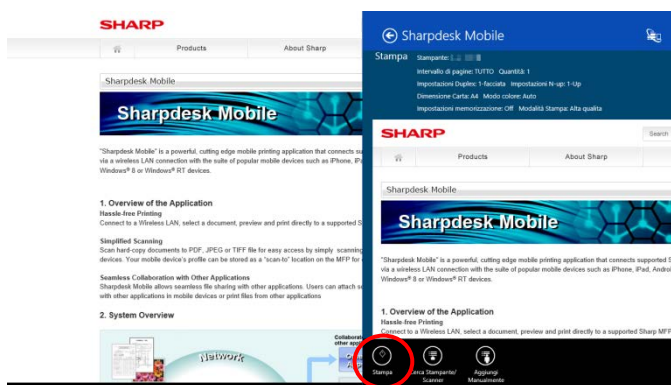 SHARP
Products
About Sharp
Sharpdesk Mobile
Sharpdesk Mobile
"Sharpdesk Mobile" is a powerful, cutting edge mobile printing application that connects su
via a wireless LAN connection with the suite of popular mobile devices such as iPhone, iPa
Windows® 8 or Windows® RT devices.
1. Overview of the Application
Hassle-free Printing
Connect to a Wireless LAN, select a document, preview and print directly to a supported S
Simplified Scanning
Scan hard-copy documents to PDF, JPEG or TIFF file for easy access by simply scanning
devices. Your mobile device's profile can be stored as a "scan-to" location on the MFP for
Seamless Collaboration with Other Applications
Sharpdesk Mobile allows seamless file sharing with other applications. Users can attach s
with other applications in mobile devices or print files from other applications
2. System Overview
Network
Collaborat
other appl
Sharpdesk Mobile
Stampa
Stampante:
Intervallo di pagine: TUTTO Quantità: 1
Impostazioni Duplex: 1-facciata Impostazioni N-up: 1-Up
Dimensione Carta: A4 Modo colore: Auto
Impostazioni memorizzazione: Off Modalità Stampa: Alta qualita
SHARP
Search
Products
About Sharp
Sharpdesk Mobile
Sharpdesk Mobile
"Sharpdesk Mobile" is a powerful, cutting edge mobile printing application that connects supported S
via a wireless LAN connection with the suite of popular mobile devices such as iPhone, iPad, Androi
Windows® 8 or Windows® RT devices.
1. Overview of the Application
Hassle-free Printing
Connect to a Wireless LAN, select a document, preview and print directly to a supported Sharp MFP
Stampa
erca Stampante/
Scanner
Aggiungi
Manualmente